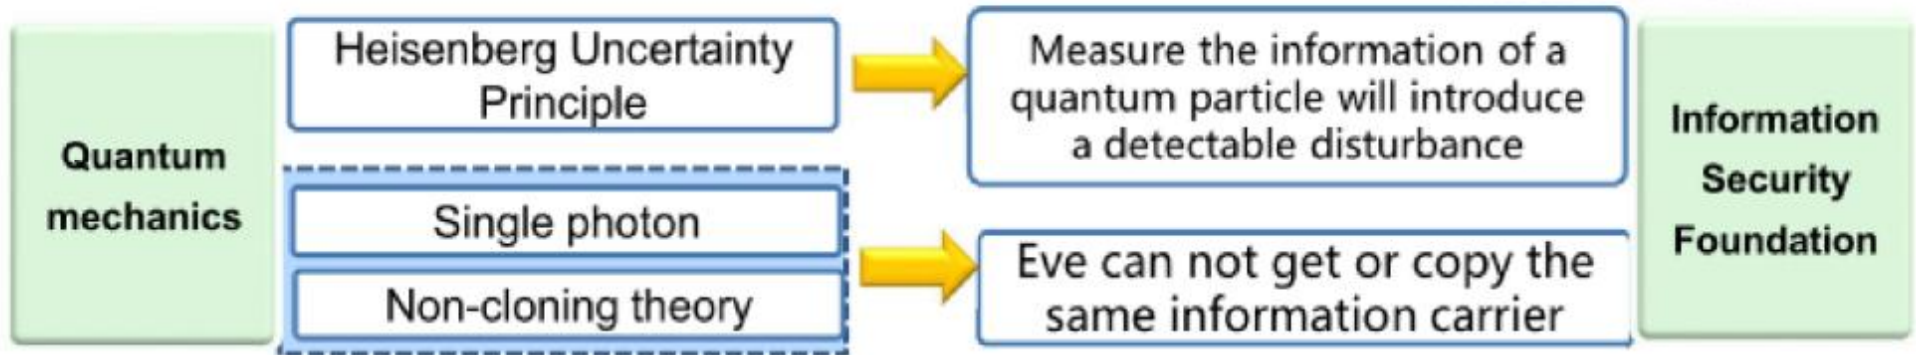 Quantum
mechanics
Heisenberg Uncertainty
Principle
Single photon
Non-cloning theory
Measure the information of a
quantum particle will introduce
a detectable disturbance
Eve can not get or copy the
same information carrier
Information
Security
Foundation